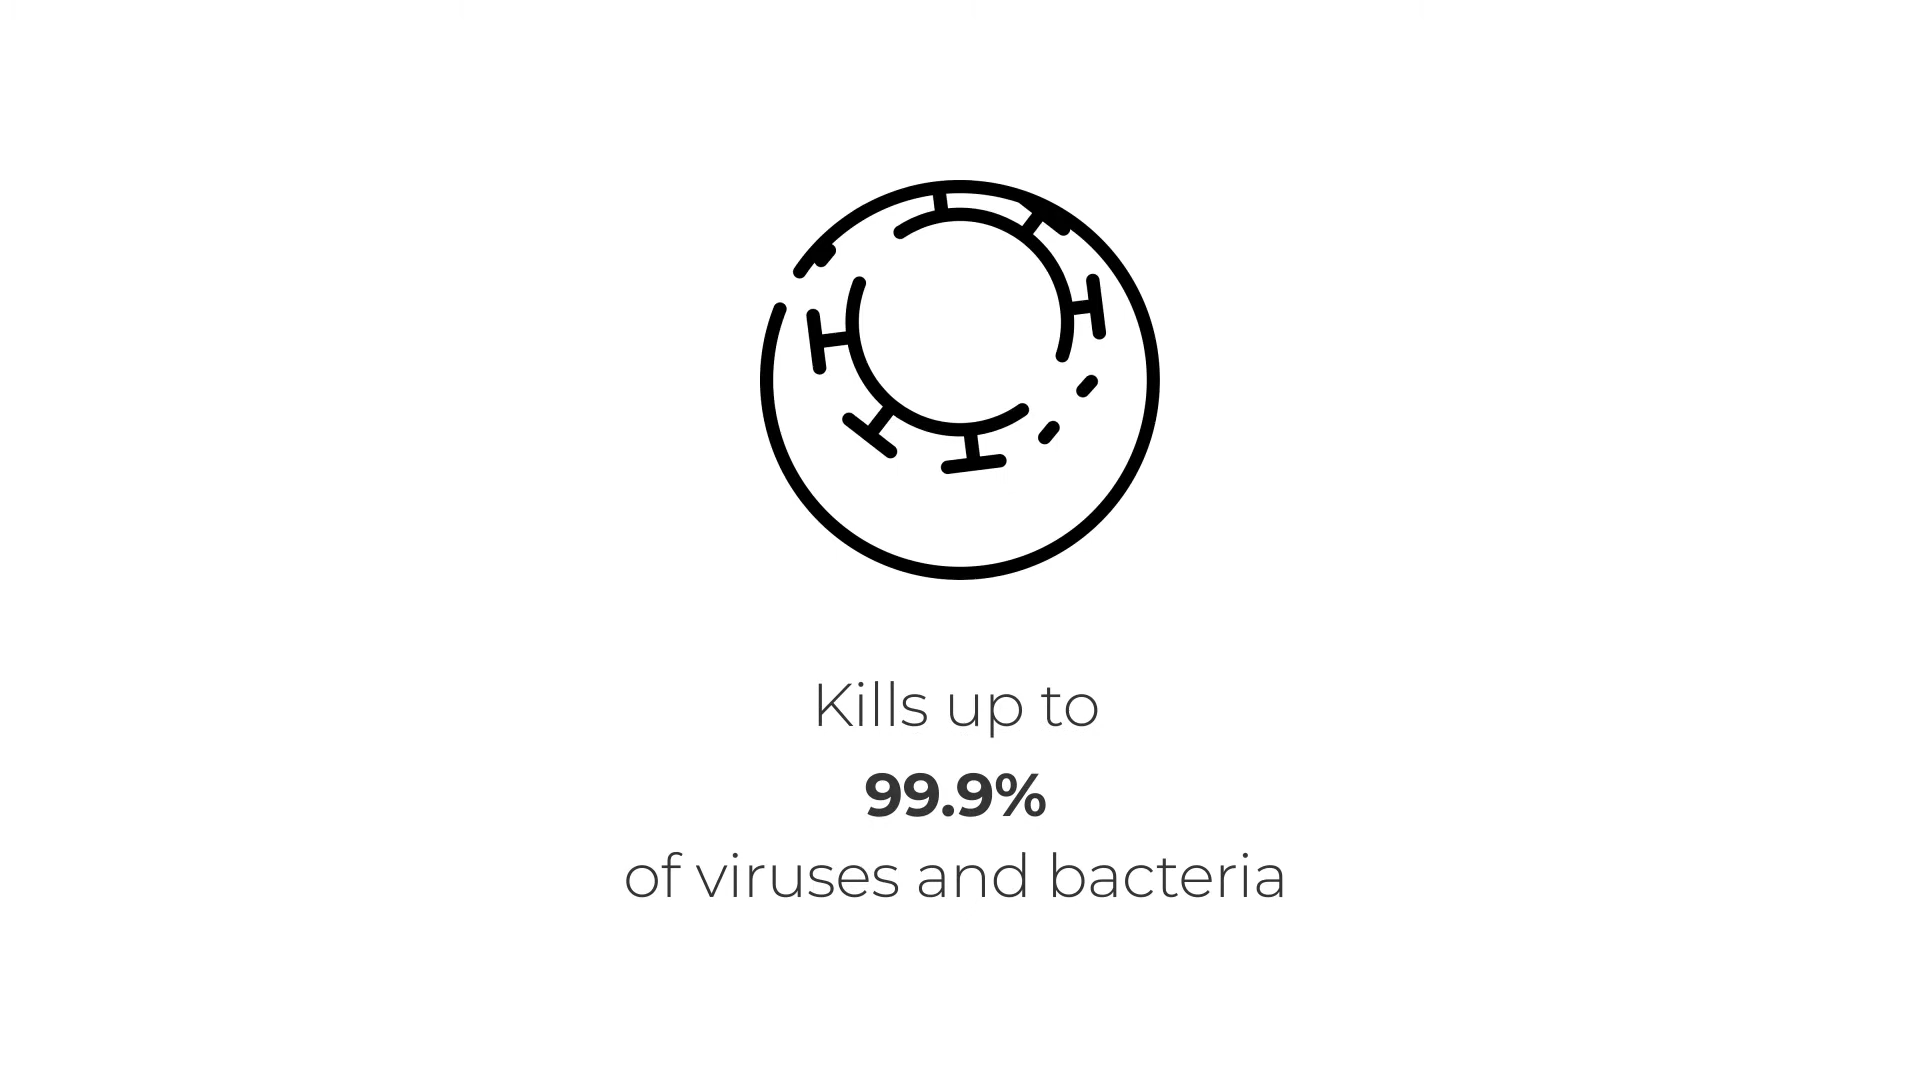 Kills up to
99.9%
of viruses and bacteria